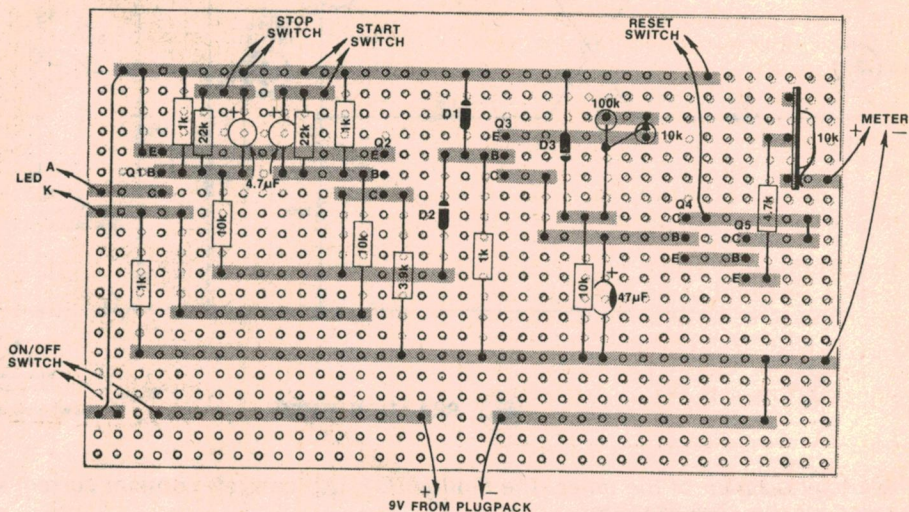 STOP
SWITCH
START
SWITCH
RESET
SWITCH
1k
22k
+
+
22k
1k
D1
Q3
E
B
C
D3
100k
10k
10k
+ METER −
E
Q1 B
C
4.7µF
Q2
E
B
C
A
LED
K
10k
10k
D2
1k
3.9k
1k
Q4
C
B
E
Q5
C
B
E
4.7k
10k
+
47µF
ON/OFF
SWITCH
+ −
9V FROM PLUGPACK